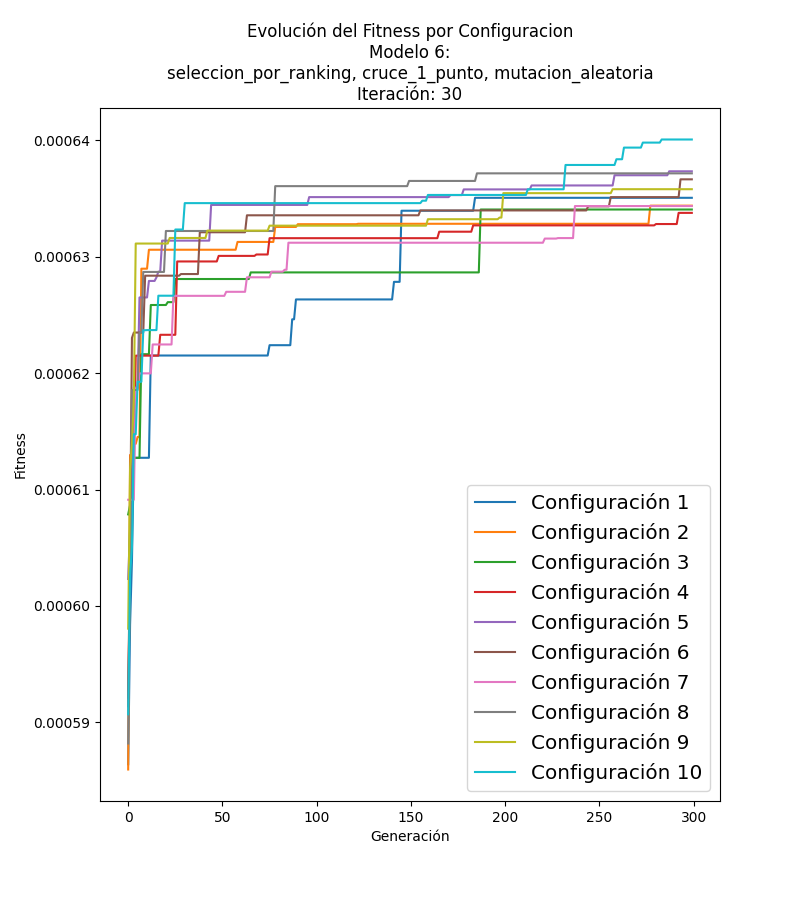 Evolución del Fitness por Configuracion
Modelo 6:
seleccion_por_ranking, cruce_1_punto, mutacion_aleatoria
Iteración: 30
0.00064
0.00063
0.00062
0.00061
0.00060
0.00059
Fitness
0
50
100
150
200
250
300
Generación
Configuración 1
Configuración 2
Configuración 3
Configuración 4
Configuración 5
Configuración 6
Configuración 7
Configuración 8
Configuración 9
Configuración 10